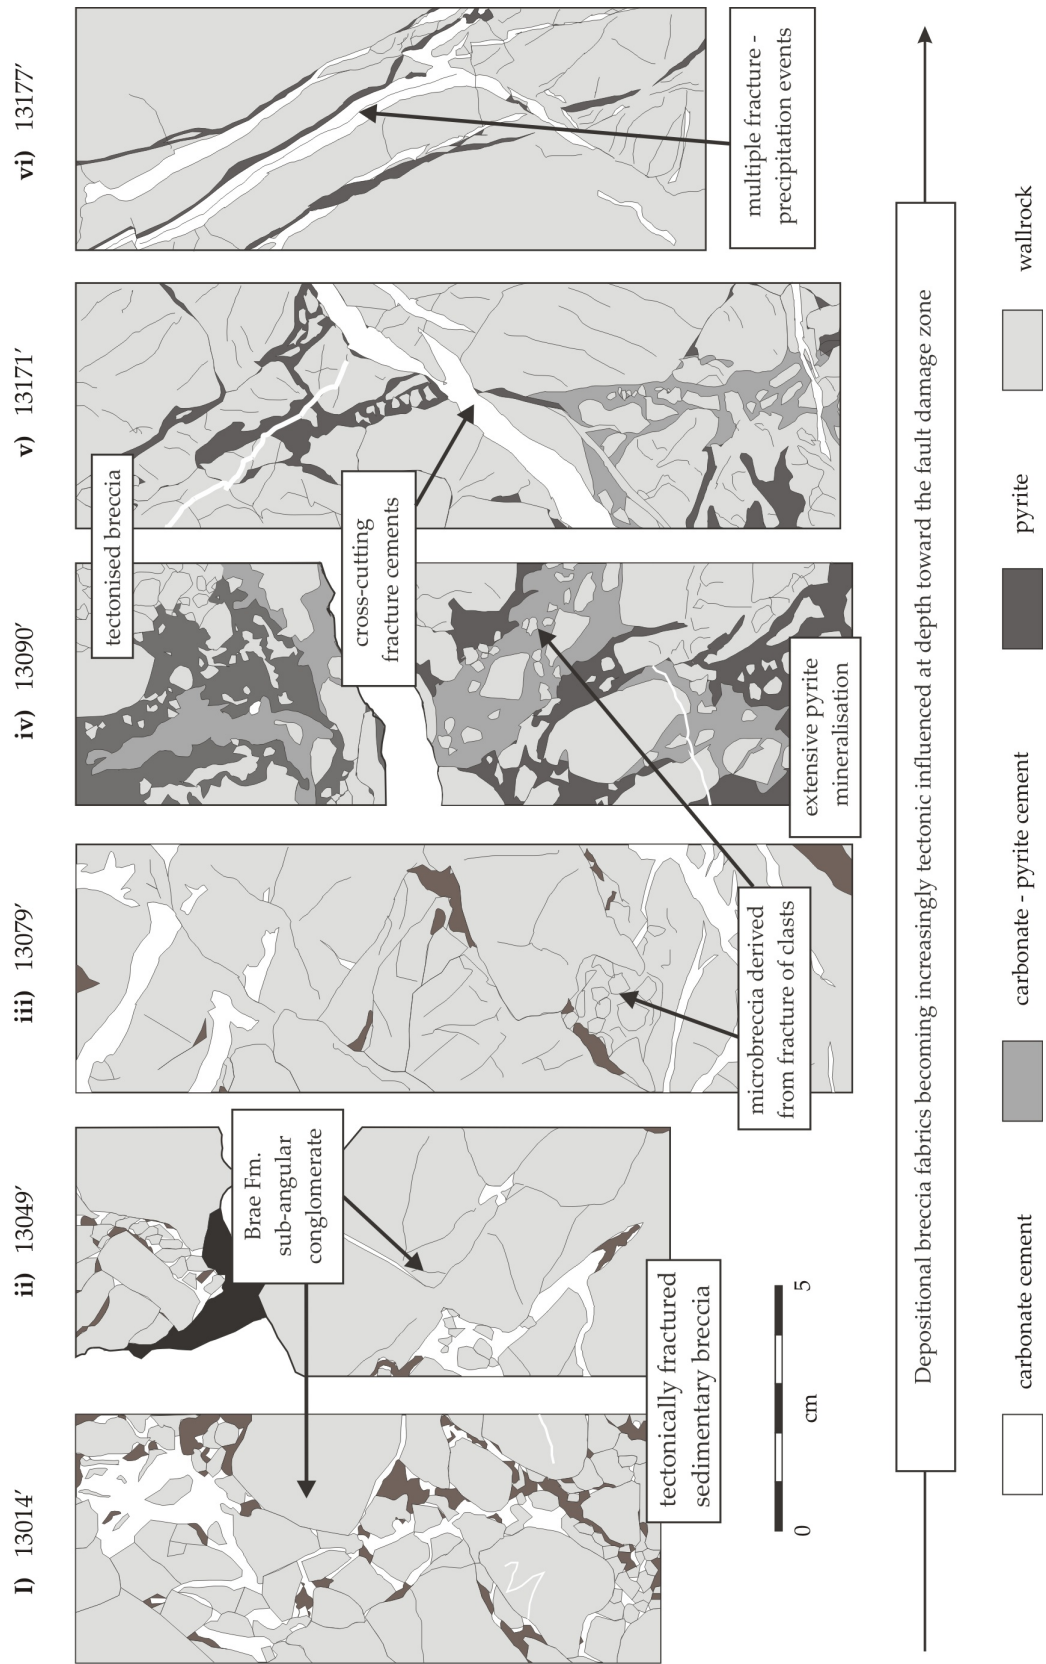 I) 13014′
ii) 13049′
iii) 13079′
iv) 13090′
v) 13171′
vi) 13177′
Brae Fm.
sub-angular
conglomerate
tectonised breccia
cross-cutting
fracture cements
multiple fracture -
precipitation events
extensive pyrite
mineralisation
microbreccia derived
from fracture of clasts
tectonically fractured
sedimentary breccia
0
cm
5
Depositional breccia fabrics becoming increasingly tectonic influenced at depth toward the fault damage zone
carbonate cement
carbonate - pyrite cement
pyrite
wallrock